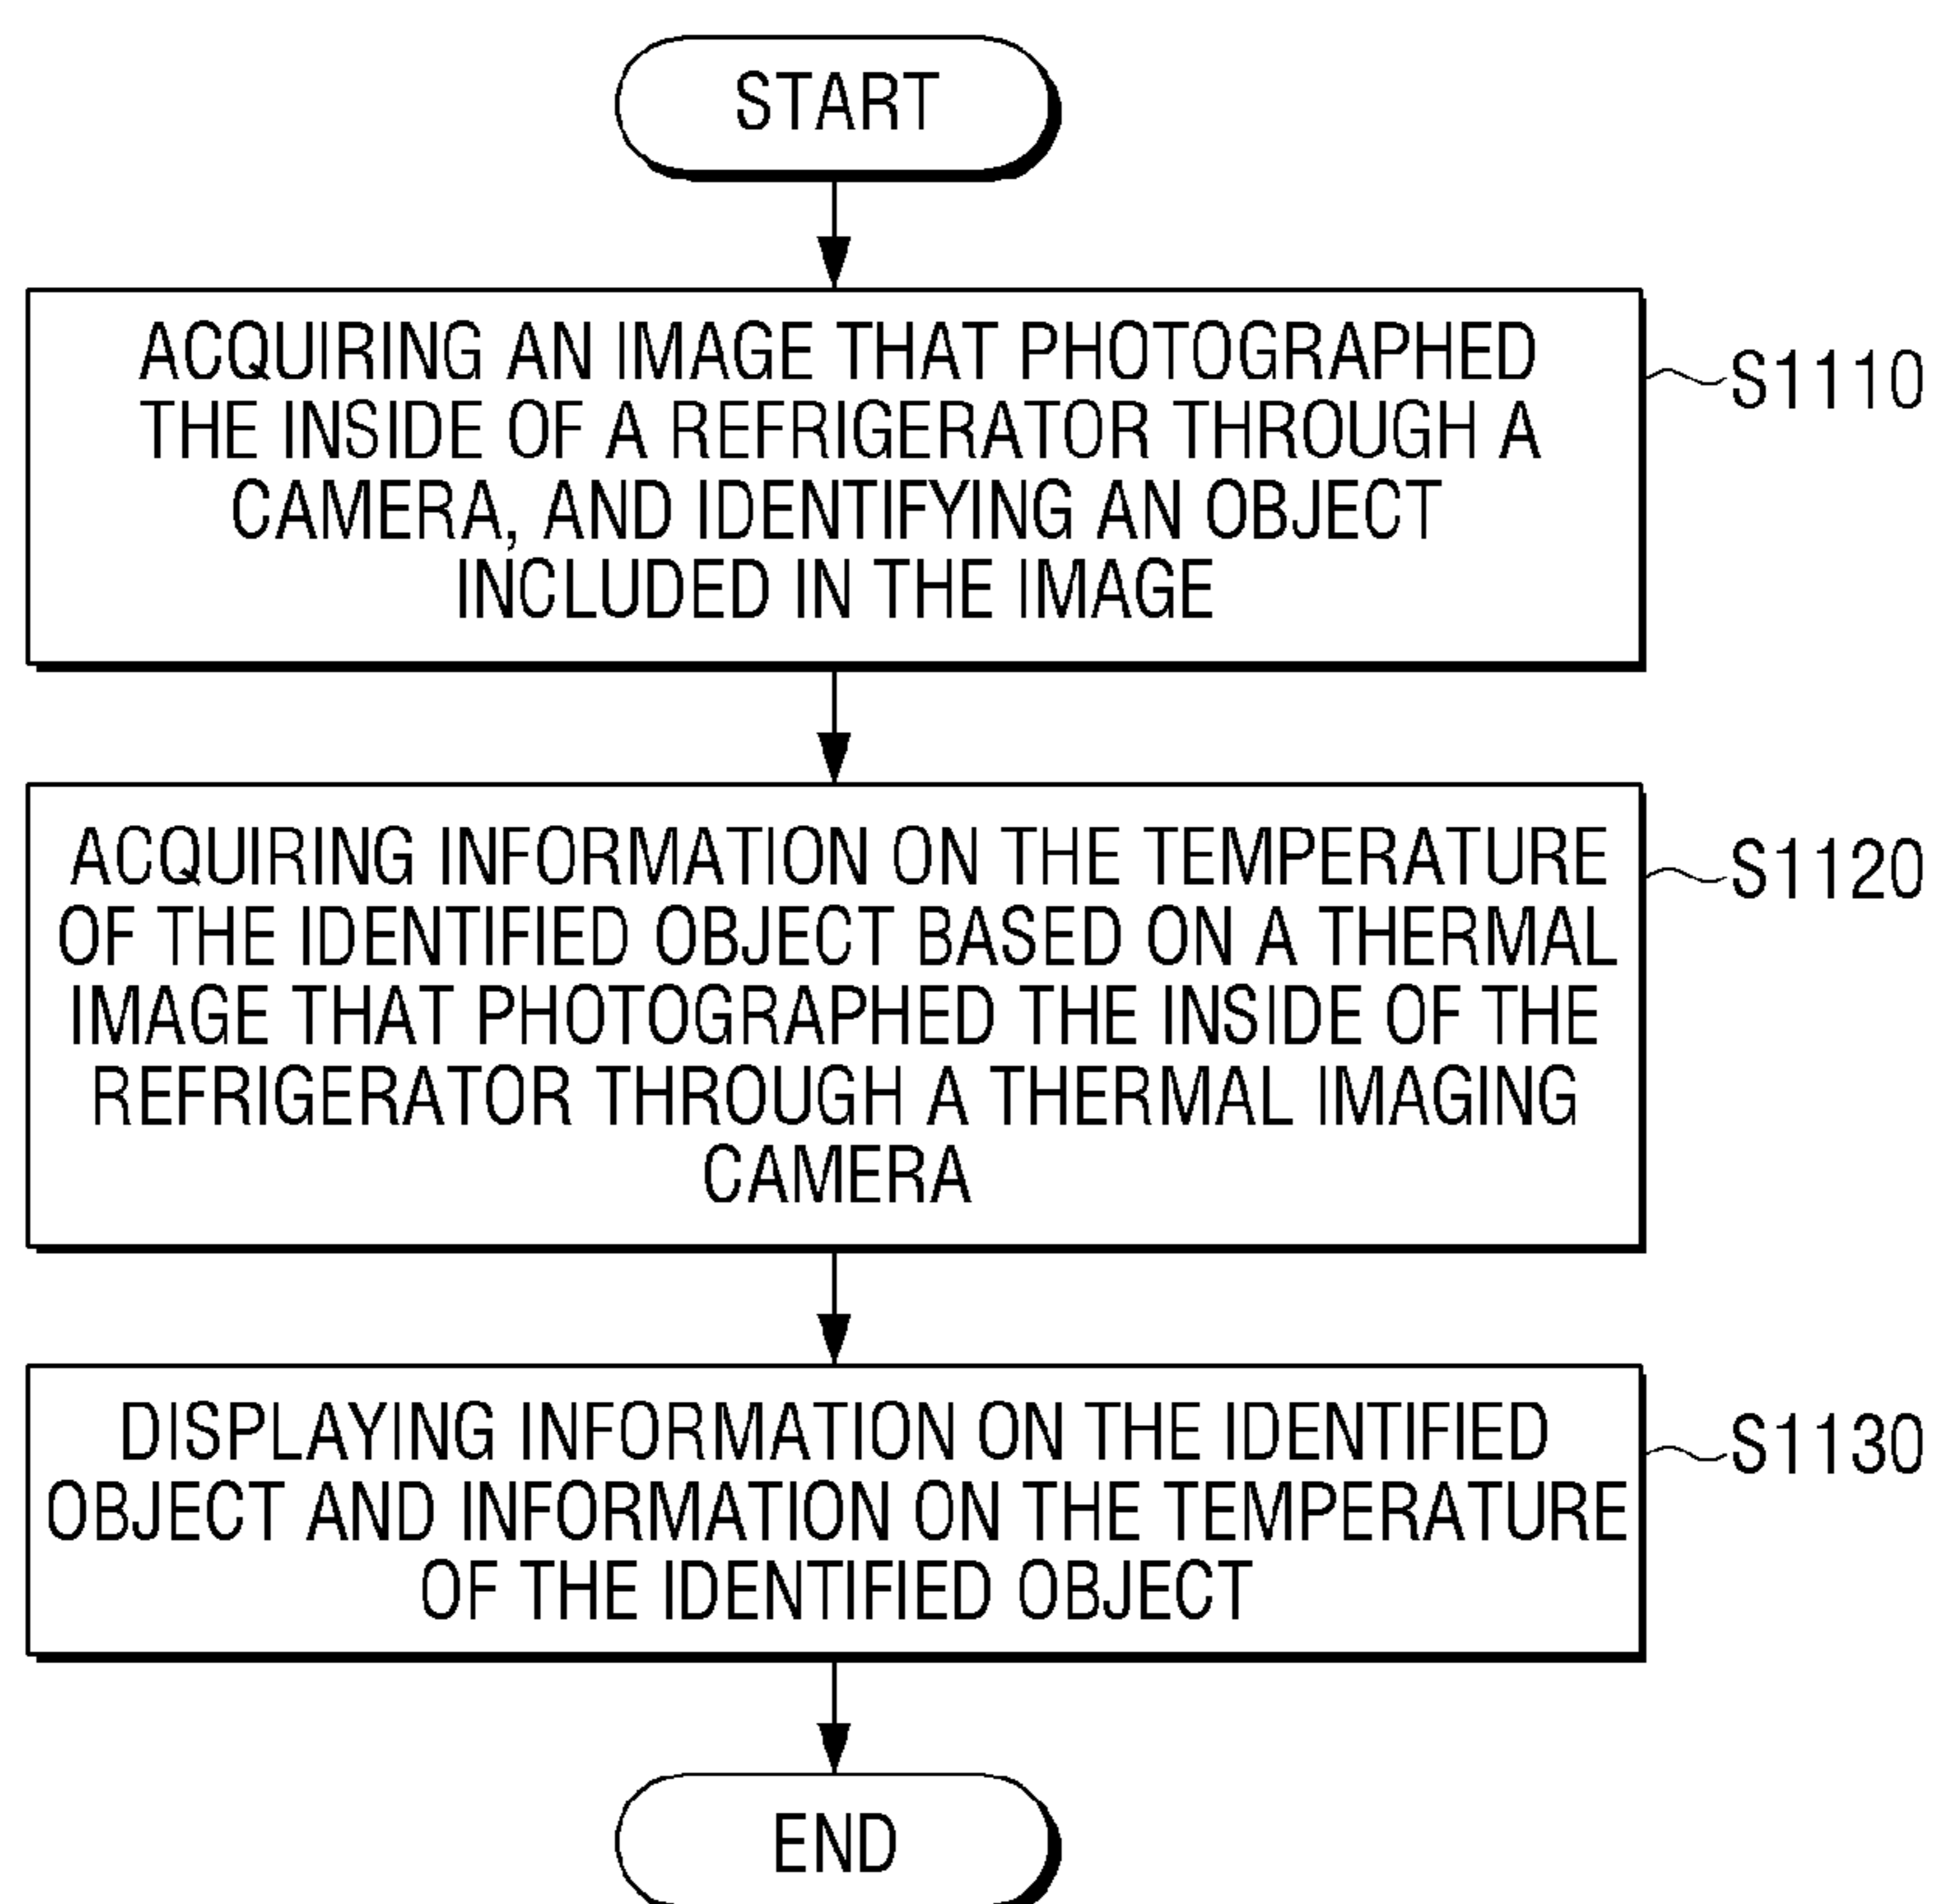 START
ACQUIRING AN IMAGE THAT PHOTOGRAPHED
THE INSIDE OF A REFRIGERATOR THROUGH A
CAMERA, AND IDENTIFYING AN OBJECT
INCLUDED IN THE IMAGE
S1110
ACQUIRING INFORMATION ON THE TEMPERATURE
OF THE IDENTIFIED OBJECT BASED ON A THERMAL
IMAGE THAT PHOTOGRAPHED THE INSIDE OF THE
REFRIGERATOR THROUGH A THERMAL IMAGING
CAMERA
S1120
DISPLAYING INFORMATION ON THE IDENTIFIED
OBJECT AND INFORMATION ON THE TEMPERATURE
OF THE IDENTIFIED OBJECT
S1130
END